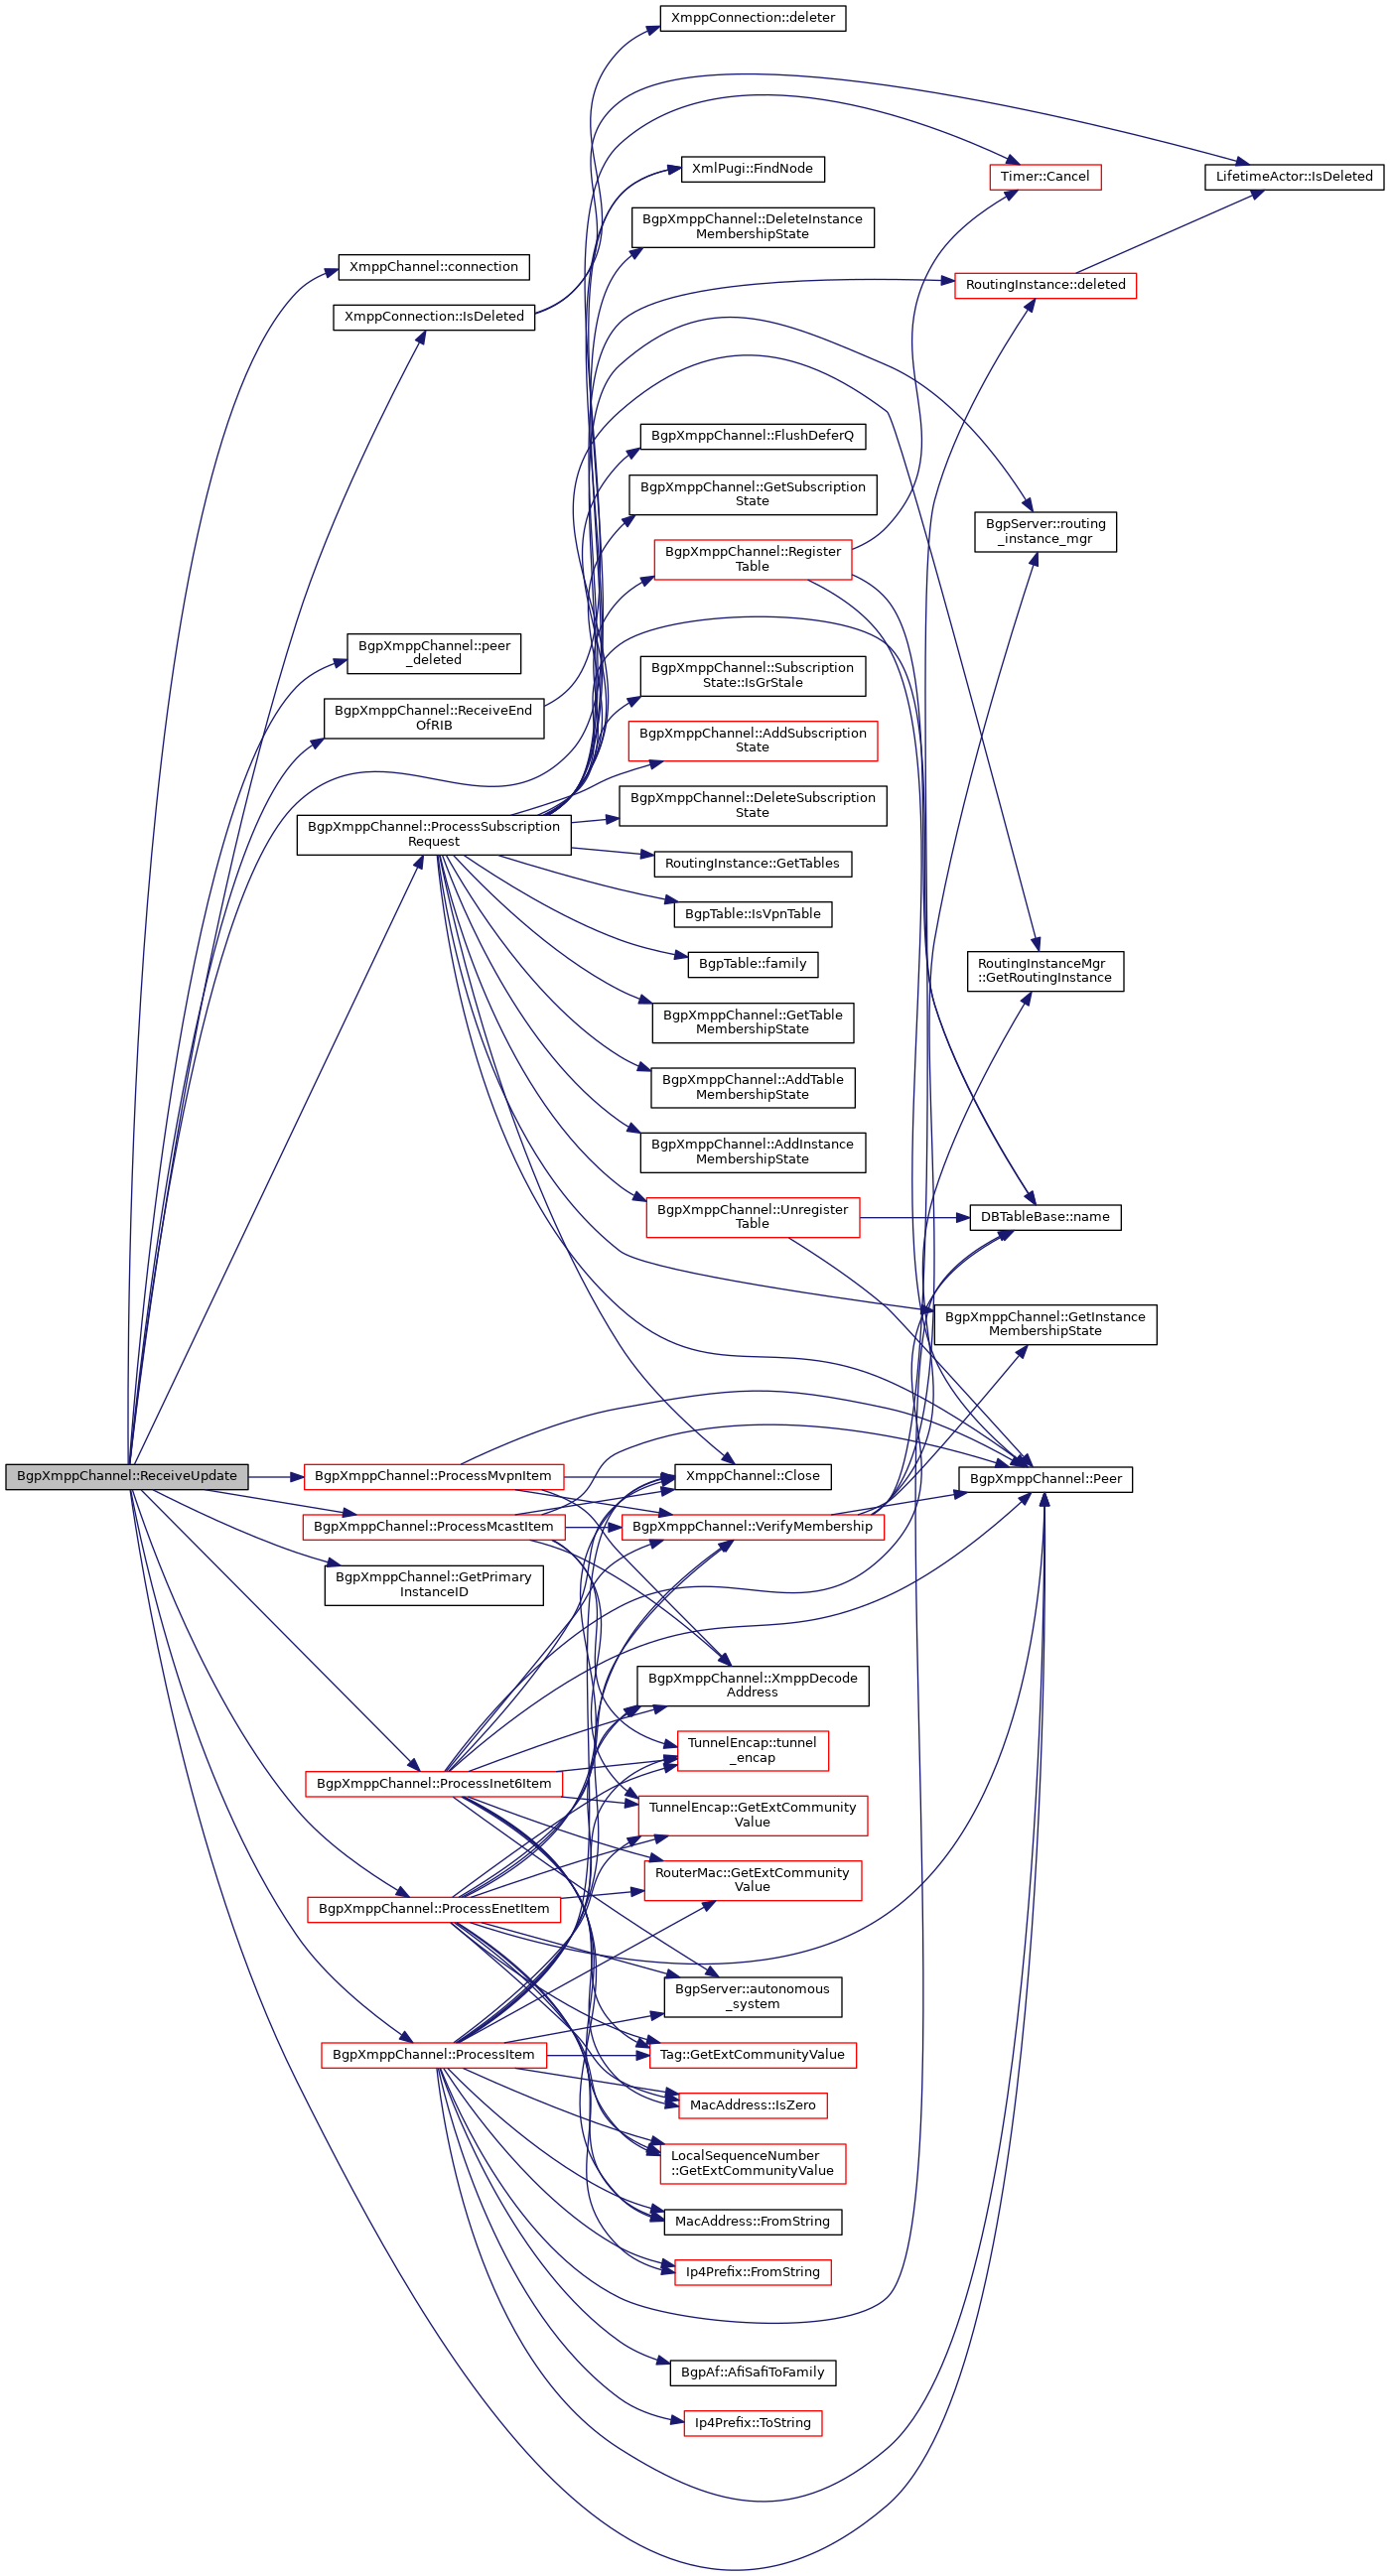 XmppConnection::deleter
XmlPugi::FindNode
Timer::Cancel
LifetimeActor::IsDeleted
BgpXmppChannel::DeleteInstance
MembershipState
XmppChannel::connection
RoutingInstance::deleted
XmppConnection::IsDeleted
BgpXmppChannel::FlushDeferQ
BgpXmppChannel::GetSubscription
State
BgpServer::routing
_instance_mgr
BgpXmppChannel::Register
Table
BgpXmppChannel::peer
_deleted
BgpXmppChannel::Subscription
State::IsGrStale
BgpXmppChannel::ReceiveEnd
OfRIB
BgpXmppChannel::AddSubscription
State
BgpXmppChannel::DeleteSubscription
State
BgpXmppChannel::ProcessSubscription
Request
RoutingInstance::GetTables
BgpTable::IsVpnTable
BgpTable::family
RoutingInstanceMgr
::GetRoutingInstance
BgpXmppChannel::GetTable
MembershipState
BgpXmppChannel::AddTable
MembershipState
BgpXmppChannel::AddInstance
MembershipState
BgpXmppChannel::Unregister
Table
DBTableBase::name
BgpXmppChannel::GetInstance
MembershipState
BgpXmppChannel::ReceiveUpdate
BgpXmppChannel::ProcessMvpnItem
XmppChannel::Close
BgpXmppChannel::Peer
BgpXmppChannel::ProcessMcastItem
BgpXmppChannel::VerifyMembership
BgpXmppChannel::GetPrimary
InstanceID
BgpXmppChannel::XmppDecode
Address
TunnelEncap::tunnel
_encap
BgpXmppChannel::ProcessInet6Item
TunnelEncap::GetExtCommunity
Value
RouterMac::GetExtCommunity
Value
BgpXmppChannel::ProcessEnetItem
BgpServer::autonomous
_system
BgpXmppChannel::ProcessItem
Tag::GetExtCommunityValue
MacAddress::IsZero
LocalSequenceNumber
::GetExtCommunityValue
MacAddress::FromString
Ip4Prefix::FromString
BgpAf::AfiSafiToFamily
Ip4Prefix::ToString